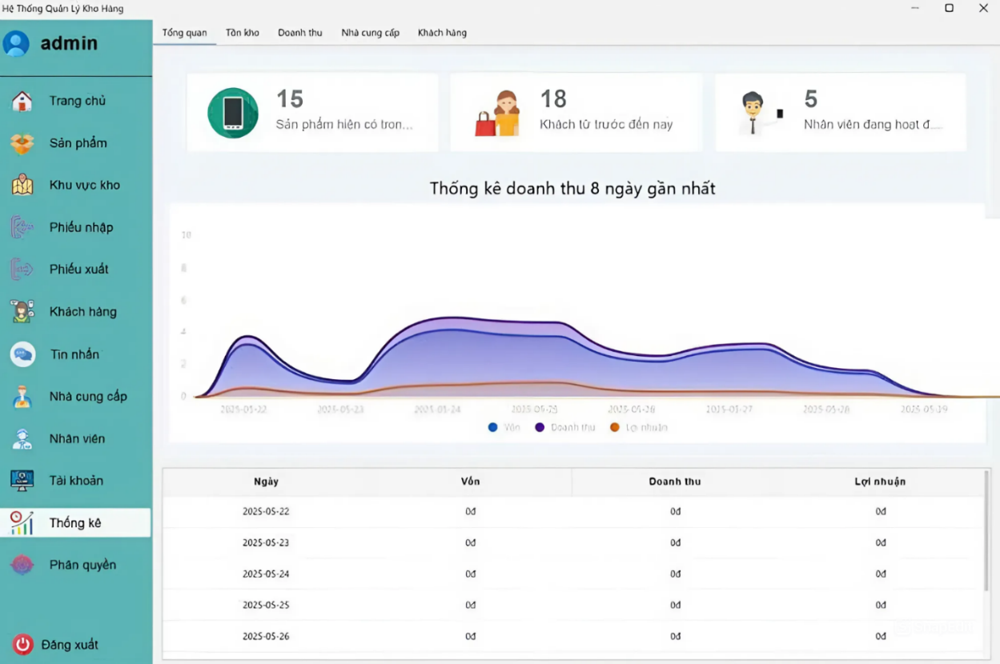 Hệ Thống Quản Lý Kho Hàng
admin
Trang chủ
Sản phẩm
Khu vực kho
Phiếu nhập
Phiếu xuất
Khách hàng
Tin nhắn
Nhà cung cấp
Nhân viên
Tài khoản
Thống kê
Phân quyền
Đăng xuất
Tổng quan Tồn kho Doanh thu Nhà cung cấp Khách hàng
15
Sản phẩm hiện có tron...
18
Khách từ trước đến nay
5
Nhân viên đang hoạt đ....
Thống kê doanh thu 8 ngày gần nhất
10
8
6
4
2
0
2025-05-22 2025-05-23 2025-05-24 2025-05-25 2025-05-26 2025-05-27 2025-05-28 2025-05-29
Vốn Doanh thu Lợi nhuận
Ngày Vốn Doanh thu Lợi nhuận
2025-05-22 0đ 0đ 0đ
2025-05-23 0đ 0đ 0đ
2025-05-24 0đ 0đ 0đ
2025-05-25 0đ 0đ 0đ
2025-05-26 0đ 0đ 0đ